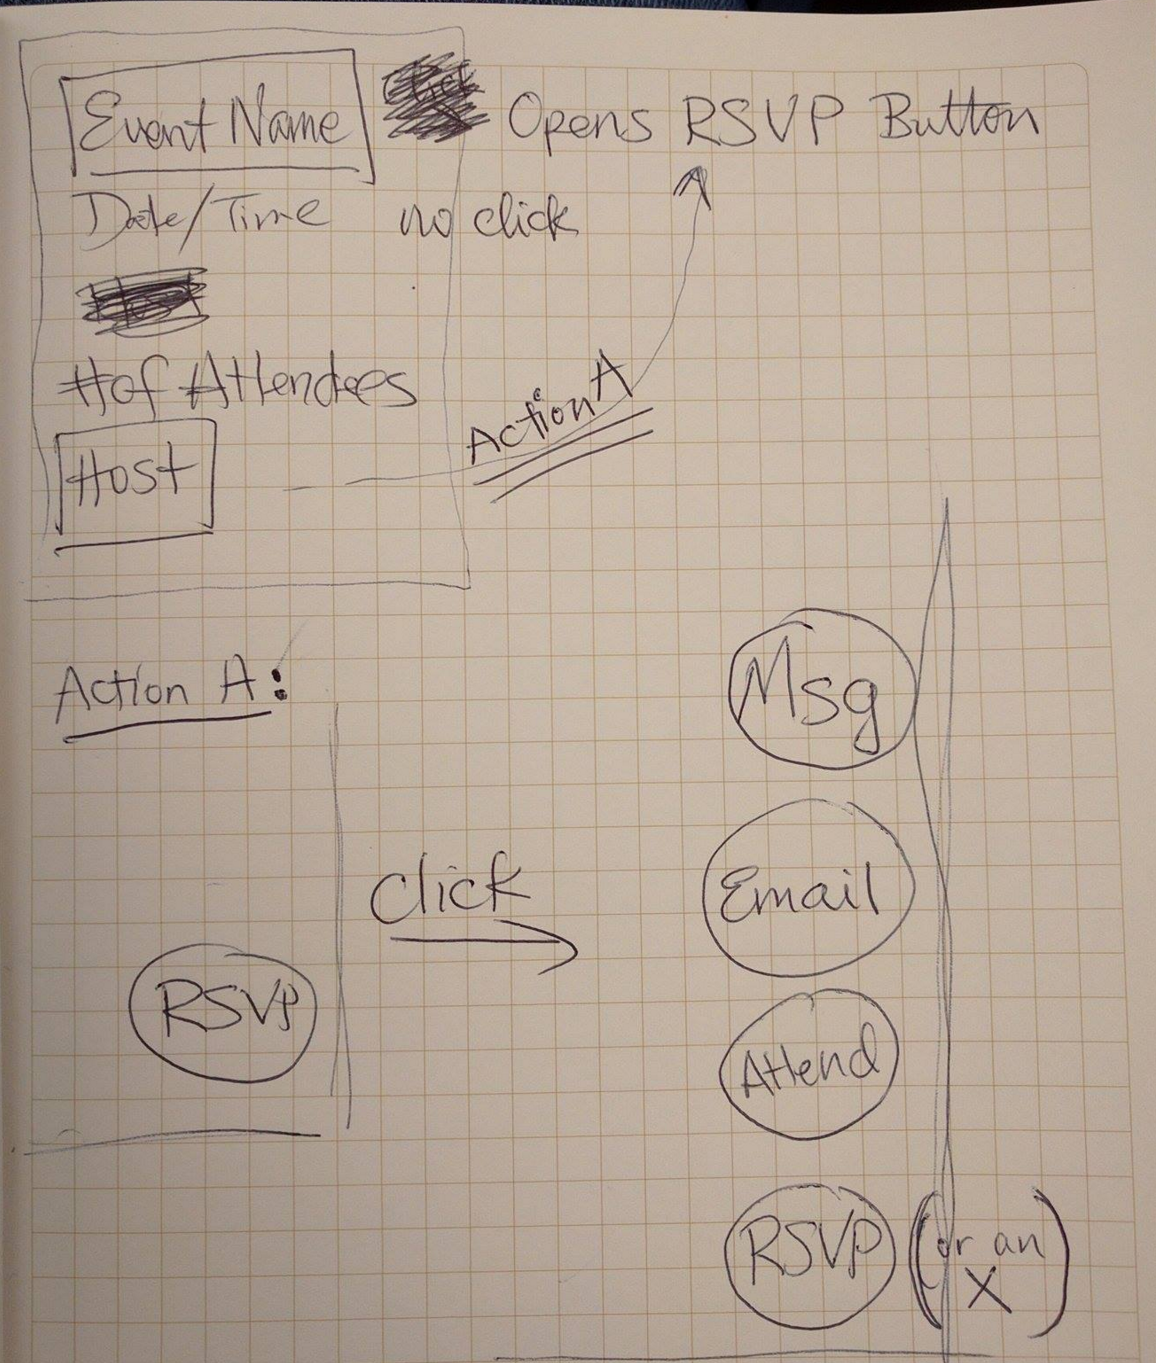 Event Name Opens RSVP Button
Date/Time no click
# of Attendees
Host
Action A
Action A:
Msg
Click
Email
RSVP
Attend
RSVP (or an X)